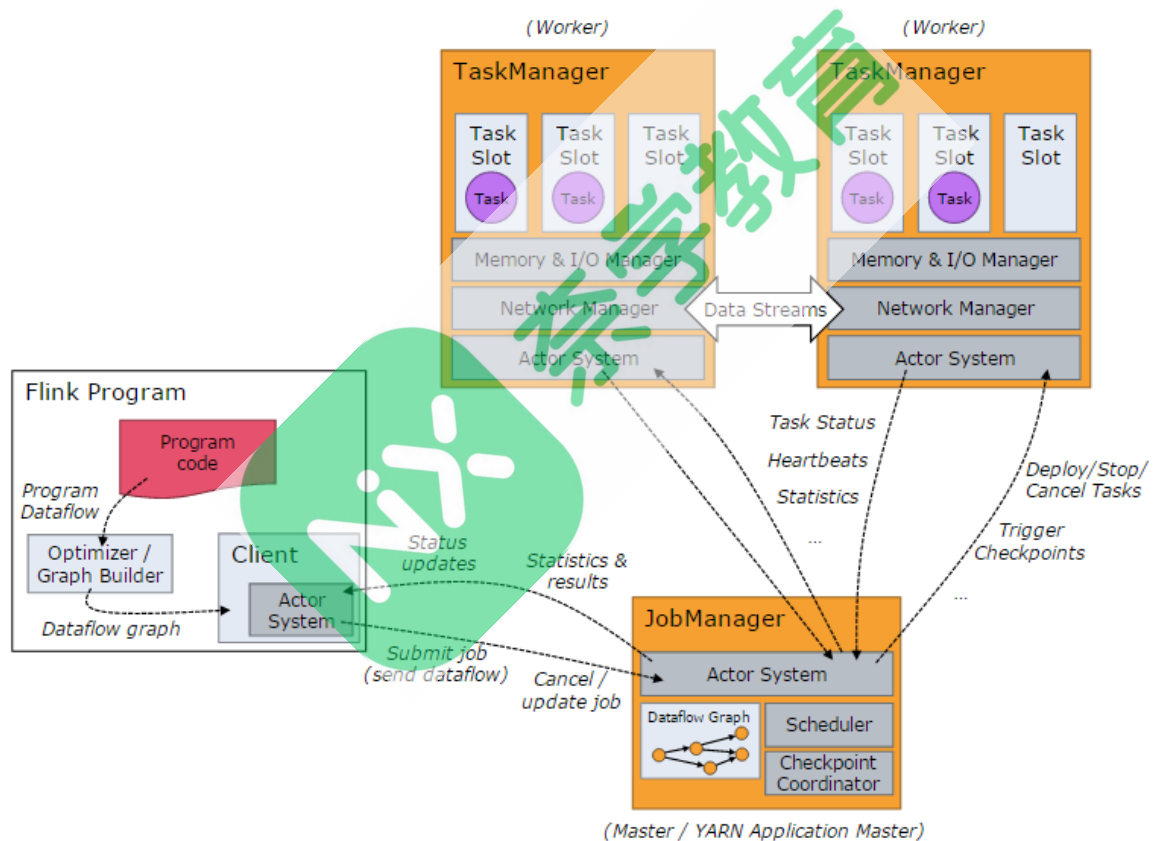 (Worker)
(Worker)
TaskManager
TaskManager
Task
Slot
Task
Slot
Task
Slot
Task
Slot
Task
Slot
Task
Slot
Task
Task
Task
Task
Memory & I/O Manager
Memory & I/O Manager
Network Manager
Data Streams
Network Manager
Actor System
Actor System
Flink Program
Program
code
Program
Dataflow
Optimizer /
Graph Builder
Dataflow graph
Client
Actor
System
Status
updates
Statistics &
results
Submit job
(send dataflow)
Cancel /
update job
Task Status
Heartbeats
Statistics
...
Deploy/Stop/
Cancel Tasks
Trigger
Checkpoints
...
JobManager
Actor System
Dataflow Graph
Scheduler
Checkpoint
Coordinator
(Master / YARN Application Master)
奈学教育